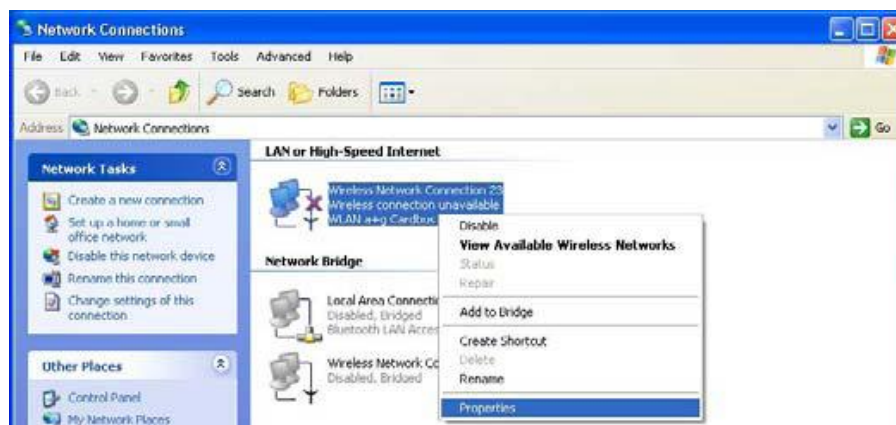 Network Connections
File Edit View Favorites Tools Advanced Help
Back Search Folders
Address Network Connections Go
Network Tasks
Create a new connection
Set up a home or small
office network
Disable this network device
Rename this connection
Change settings of this
connection
Other Places
Control Panel
My Network Places
LAN or High-Speed Internet
Wireless Network Connection 23
Wireless connection unavailable
WLAN a+g Cardbus
Network Bridge
Local Area Connectio
Disabled, Bridged
Bluetooth LAN Acces
Wireless Network Co
Disabled, Bridged
Disable
View Available Wireless Networks
Status
Repair
Add to Bridge
Create Shortcut
Delete
Rename
Properties